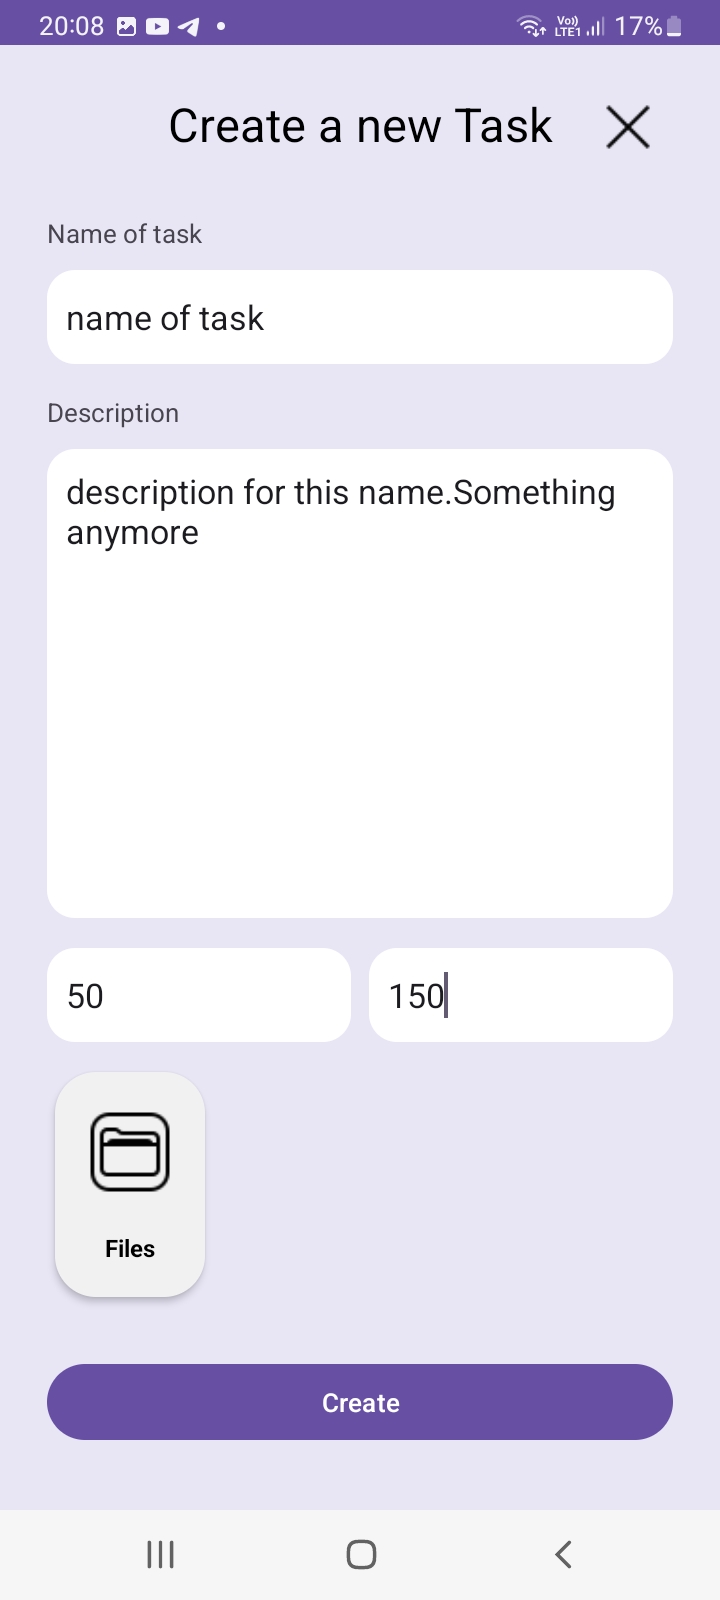 20:08 Vo)) LTE1 17%
Create a new Task
Name of task
name of task
Description
description for this name.Something
anymore
50 150
Files
Create